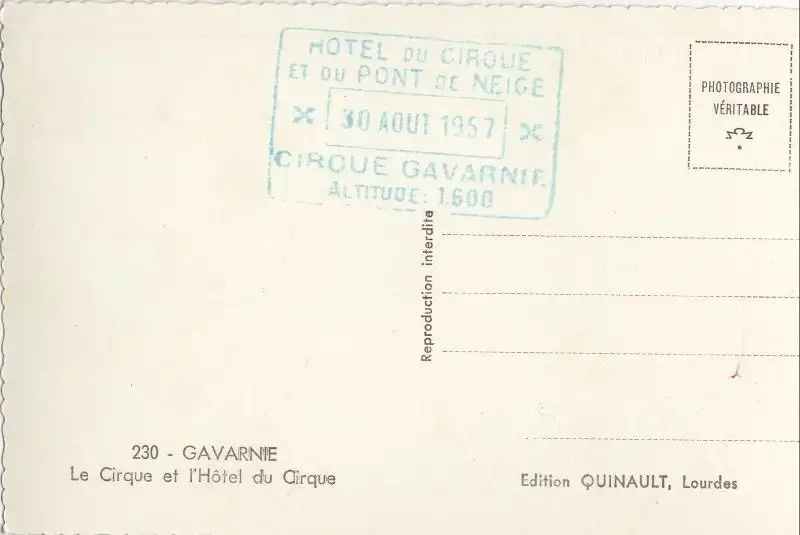 HOTEL DU CIRQUE
ET DU PONT DE NEIGE
30 AOUT 1957
CIRQUE GAVARNIE
ALTITUDE: 1.600
PHOTOGRAPHIE
VÉRITABLE
Reproduction interdite
230 - GAVARNIE
Le Cirque et l'Hôtel du Cirque
Edition QUINAULT, Lourdes